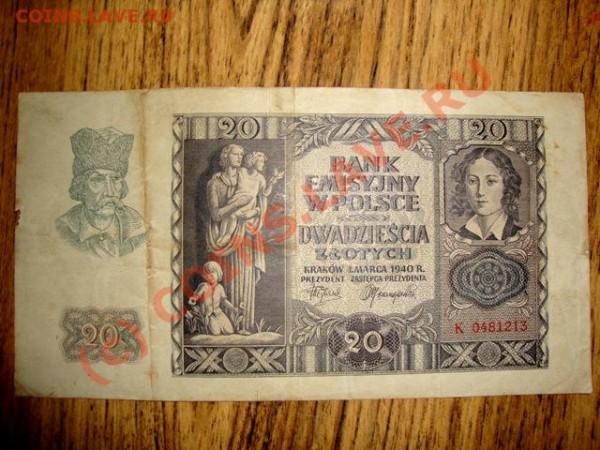 COINS.LAVE.RU
20
20
BANK
EMISYJNY
W POLSCE
DWADZIEŚCIA
ZŁOTYCH
KRAKÓW 1.MARCA 1940 R.
PREZYDENT ZASTĘPCA PREZYDENTA
20
20
K 0481213
(C) COINS.LAVE.RU